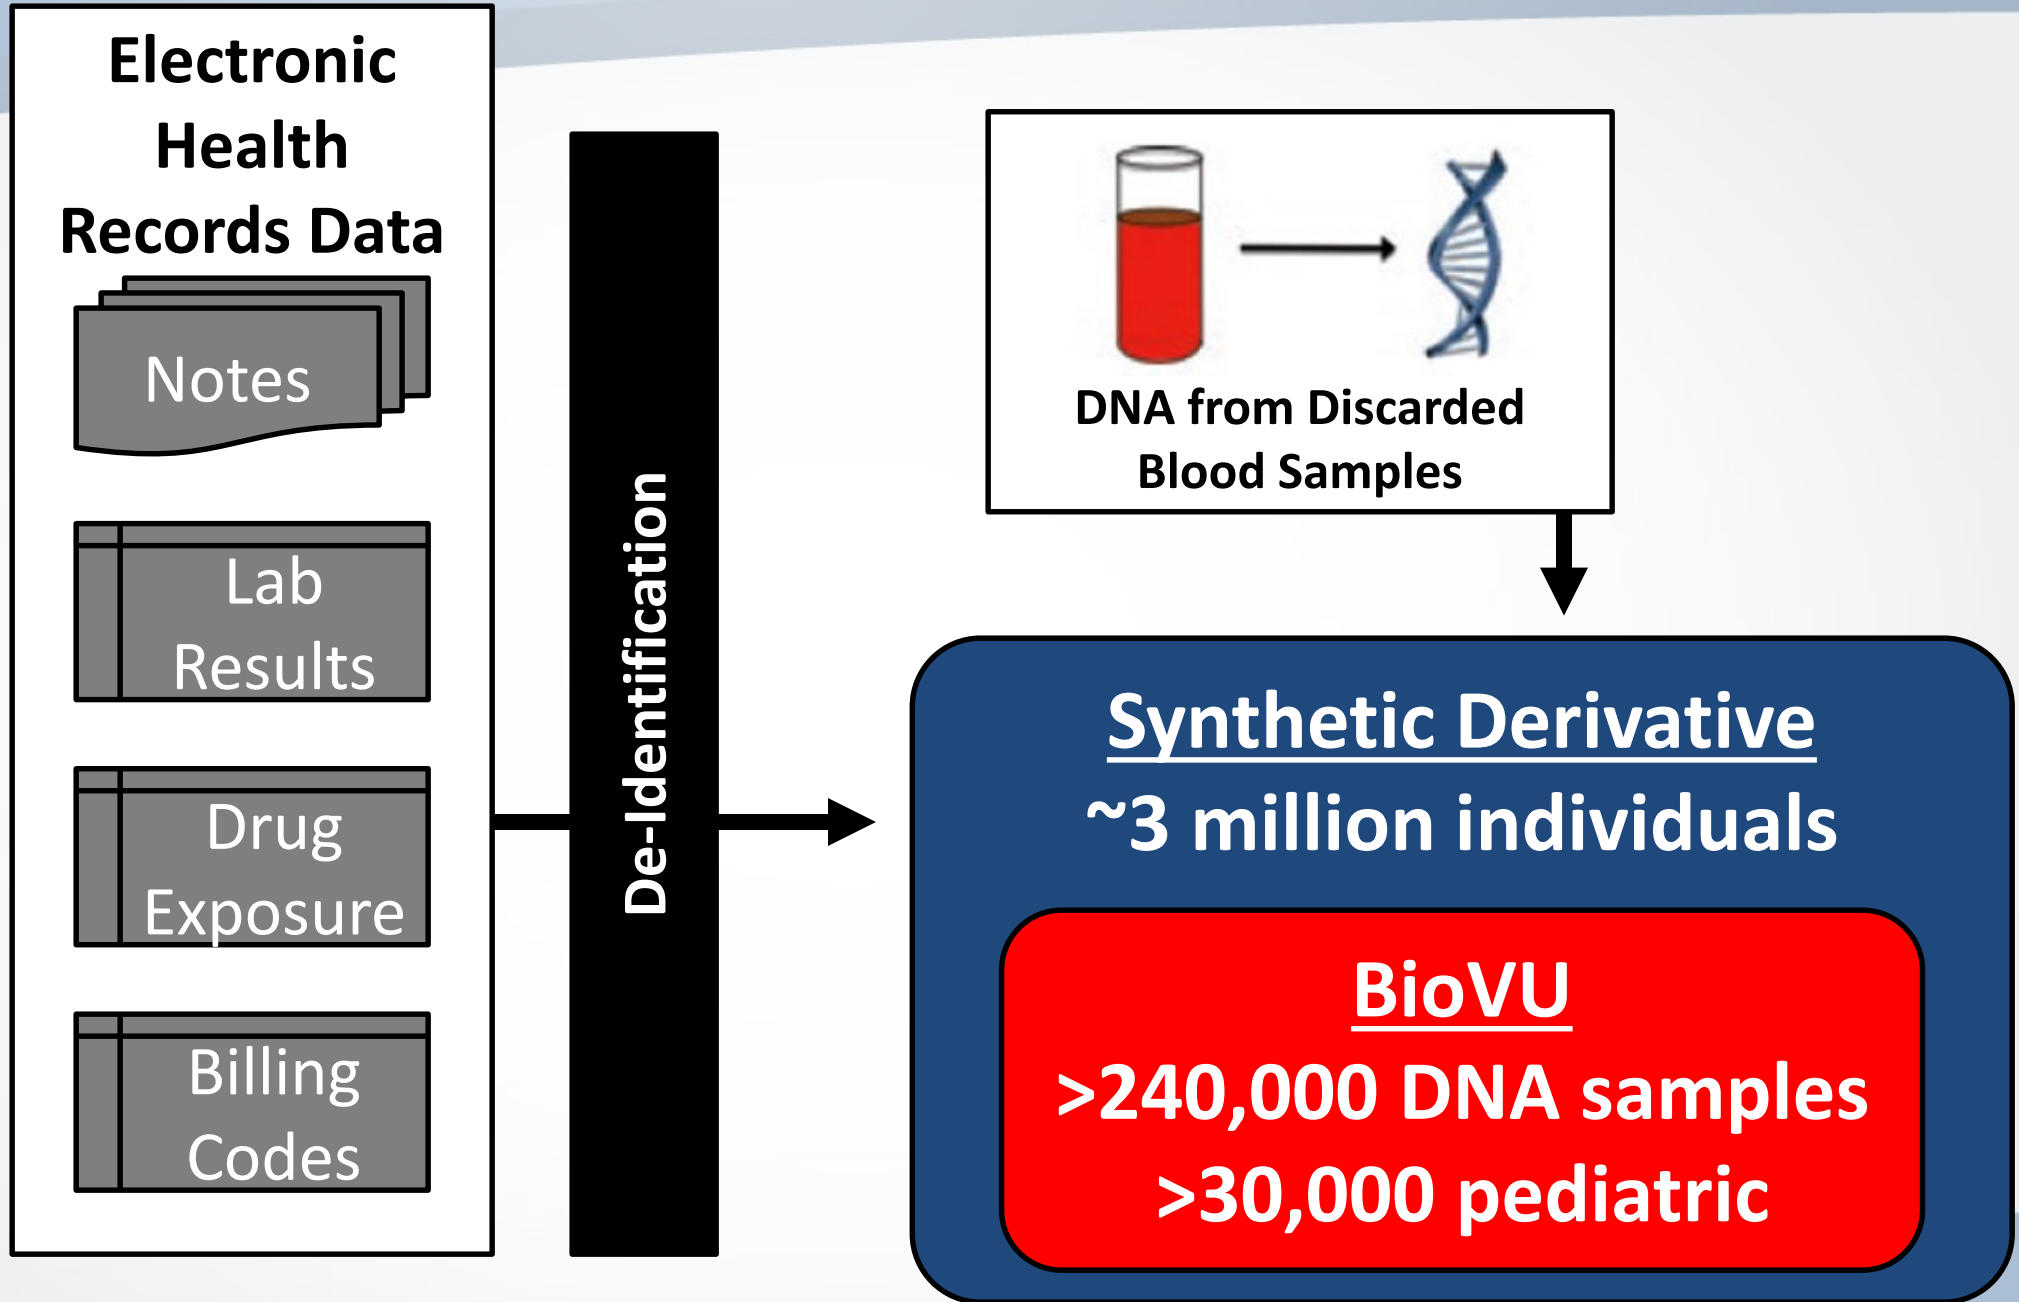 Electronic
Health
Records Data
Notes
Lab
Results
Drug
Exposure
Billing
Codes
De-Identification
DNA from Discarded
Blood Samples
Synthetic Derivative
~3 million individuals
BioVU
>240,000 DNA samples
>30,000 pediatric